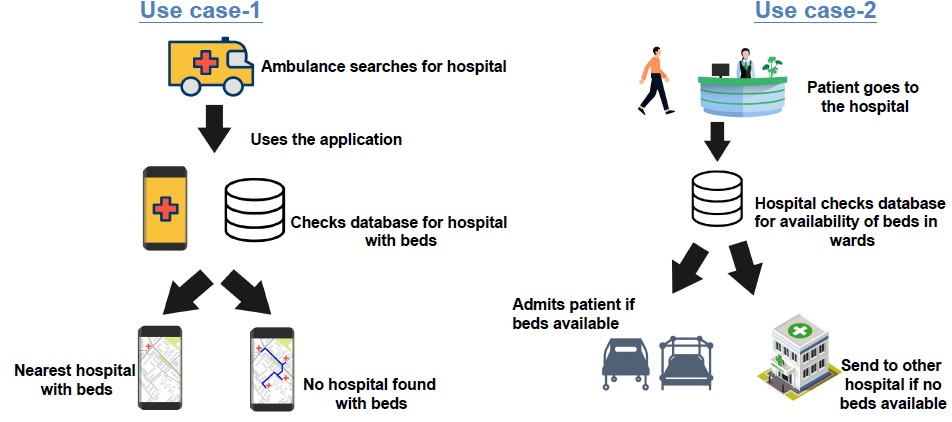 Use case-1
Ambulance searches for hospital
Uses the application
Checks database for hospital
with beds
Nearest hospital
with beds
No hospital found
with beds
Use case-2
Patient goes to
the hospital
Hospital checks database
for availability of beds in
wards
Admits patient if
beds available
Send to other
hospital if no
beds available